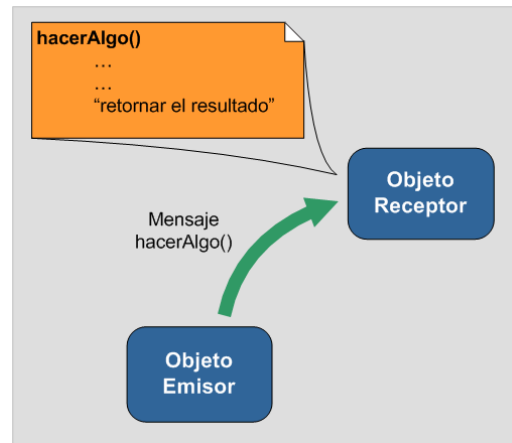 hacerAlgo()
…
…
“retornar el resultado”
Objeto
Receptor
Mensaje
hacerAlgo()
Objeto
Emisor